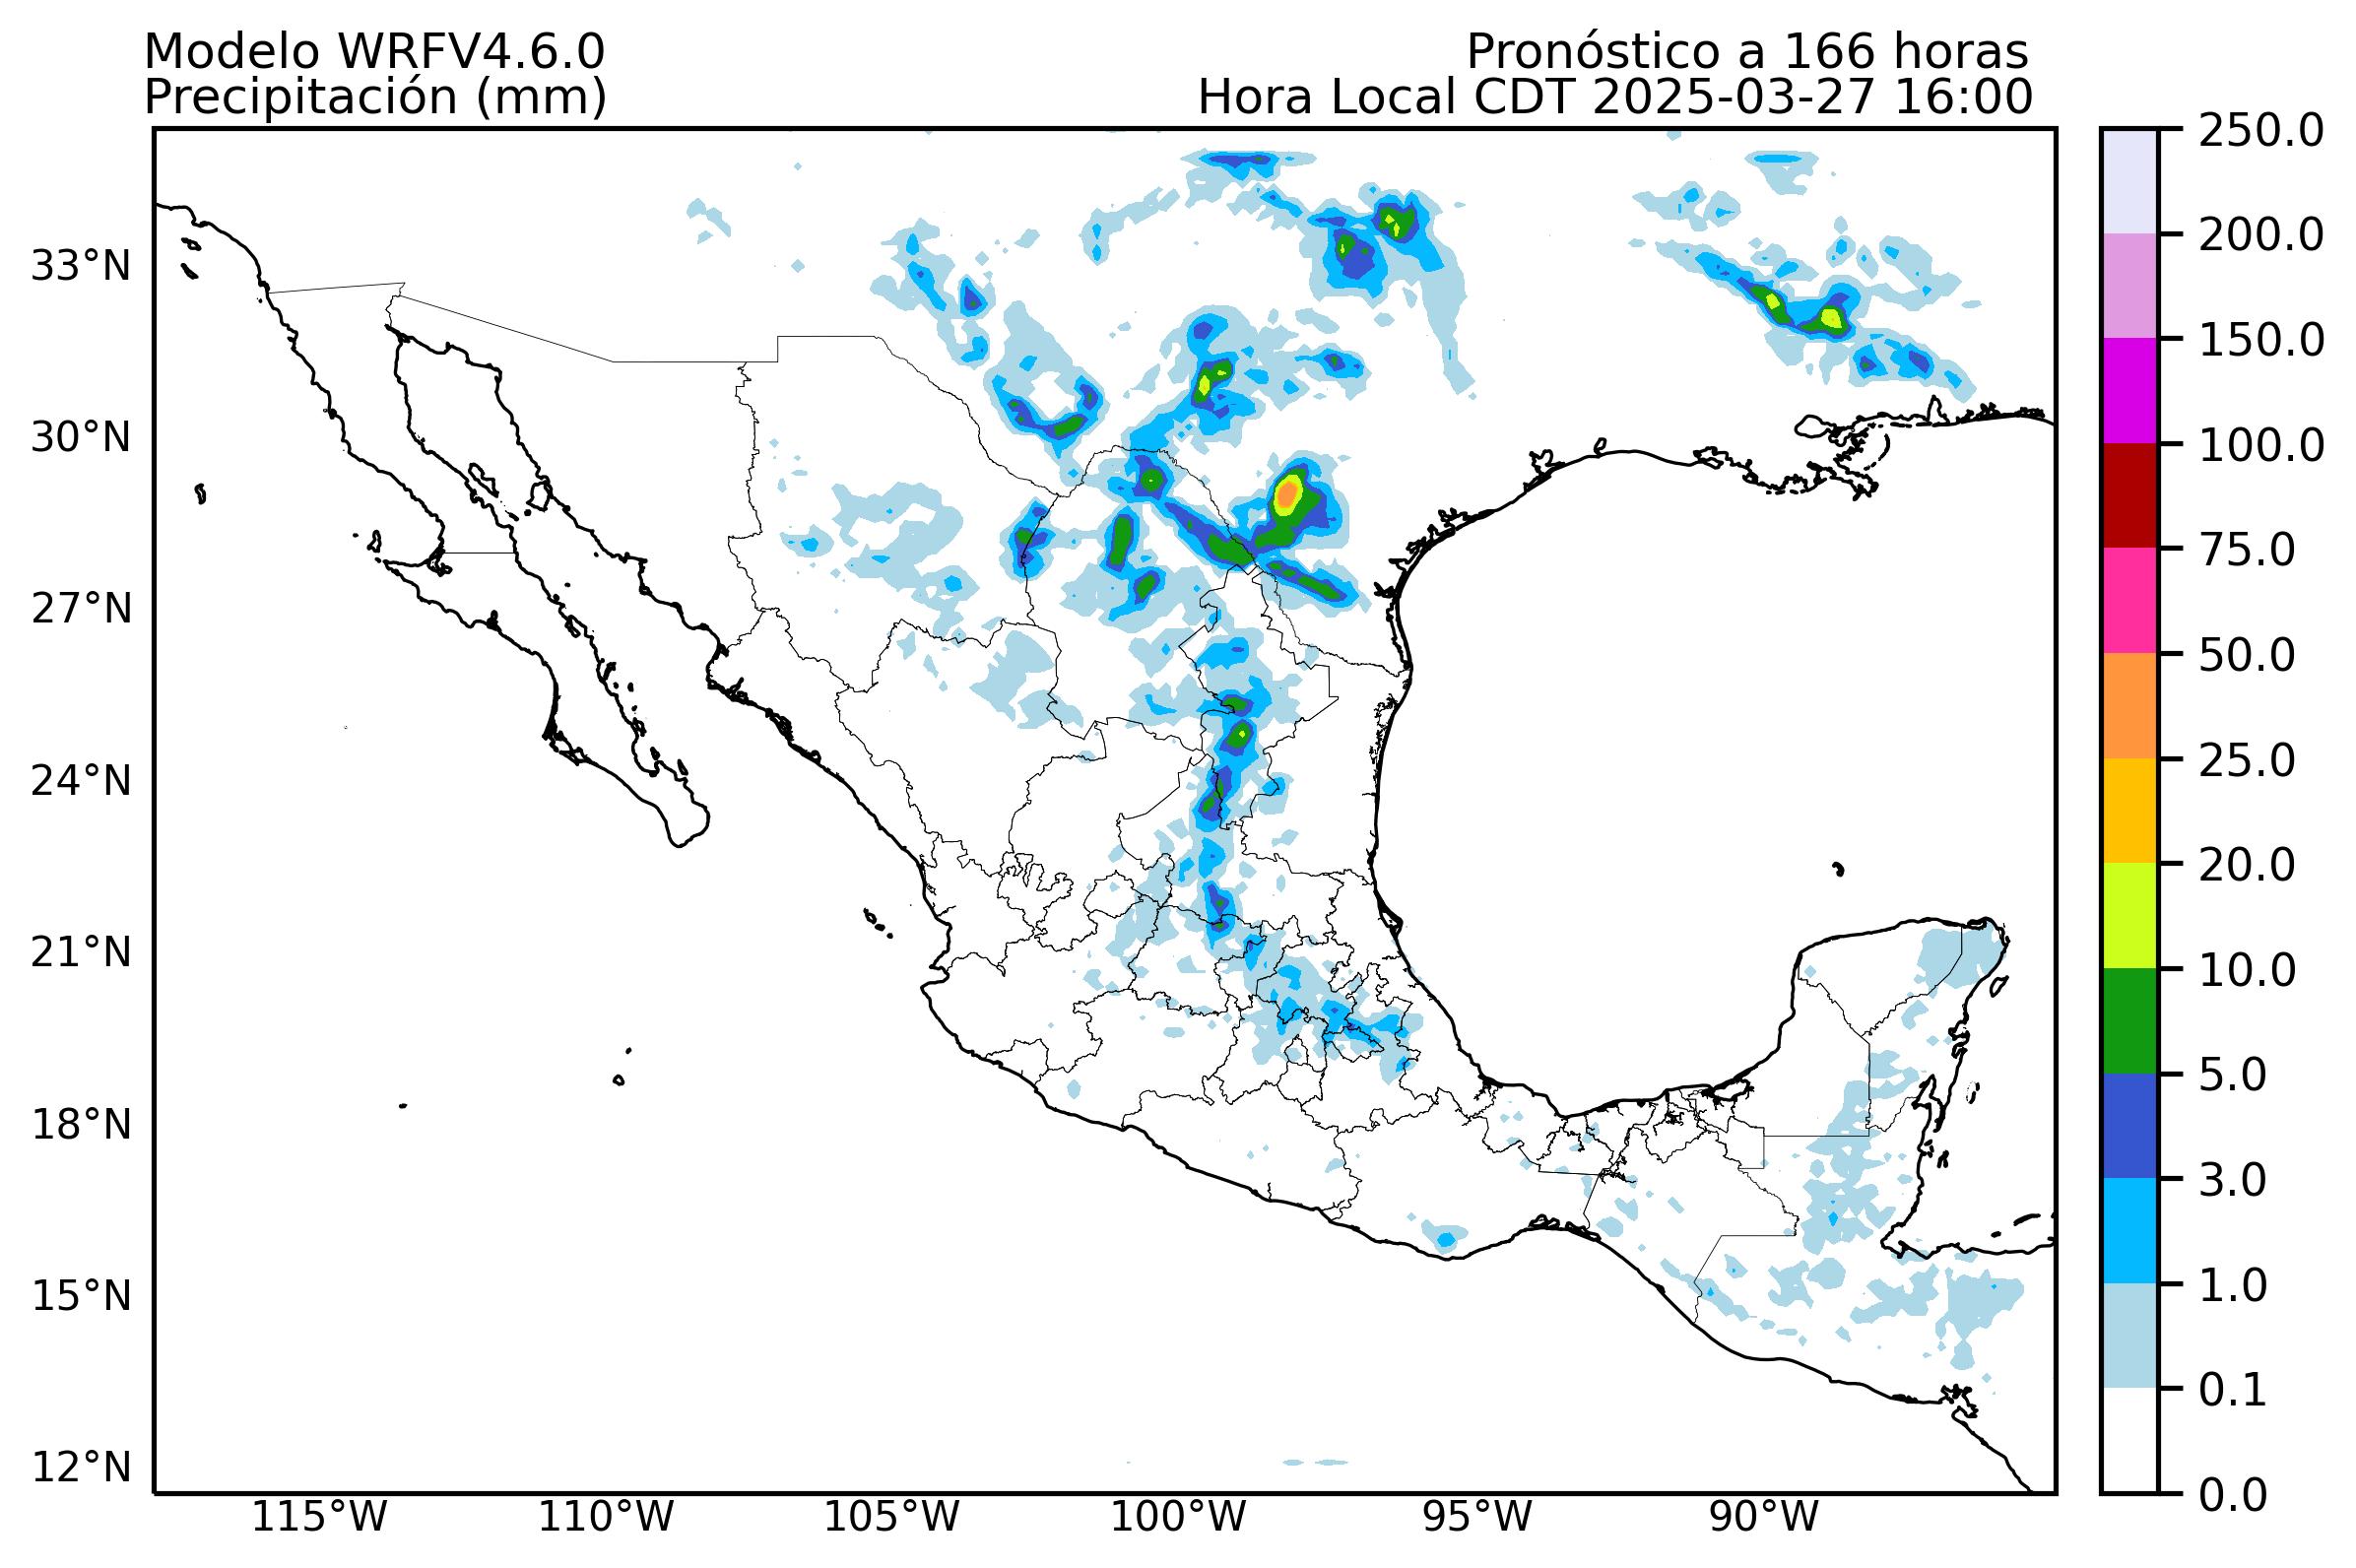 Modelo WRFV4.6.0
Pronóstico a 166 horas
Precipitación (mm)
Hora Local CDT 2025-03-27 16:00
250.0
200.0
150.0
100.0
75.0
50.0
25.0
20.0
10.0
5.0
3.0
1.0
0.1
0.0
33°N
30°N
27°N
24°N
21°N
18°N
15°N
12°N
115°W
110°W
105°W
100°W
95°W
90°W